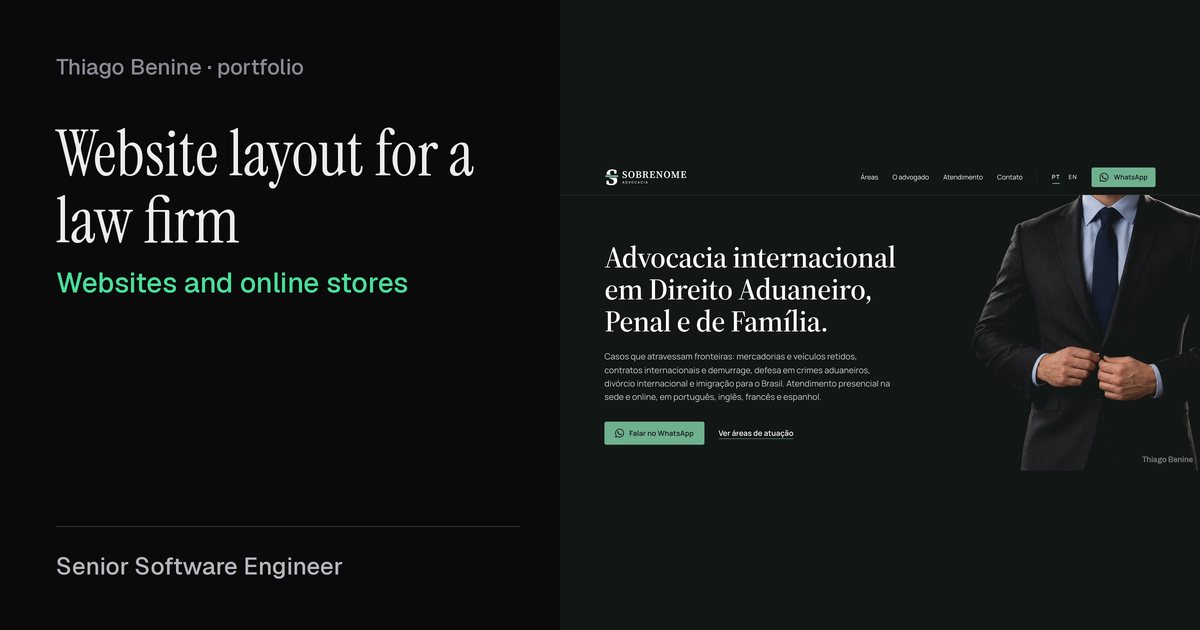 Thiago Benine · portfolio
Website layout for a
law firm
Websites and online stores
Senior Software Engineer
S SOBRENOME
ADVOCACIA
Áreas O advogado Atendimento Contato PT EN WhatsApp
Advocacia internacional
em Direito Aduaneiro,
Penal e de Família.
Casos que atravessam fronteiras: mercadorias e veículos retidos,
contratos internacionais e demurrage, defesa em crimes aduaneiros,
divórcio internacional e imigração para o Brasil. Atendimento presencial na
sede e online, em português, inglês, francês e espanhol.
Falar no WhatsApp Ver áreas de atuação
Thiago Benine